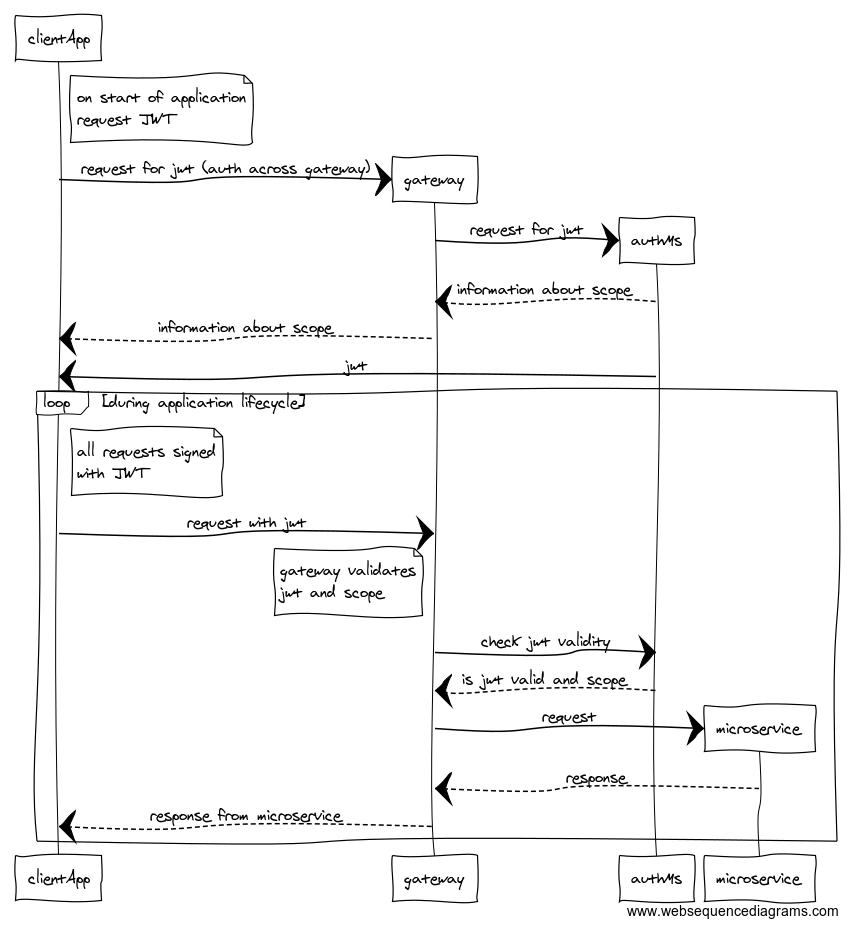 clientApp
on start of application
request JWT
request for jwt (auth across gateway)
gateway
request for jwt
authMs
information about scope
information about scope
jwt
loop [during application lifecycle]
all requests signed
with JWT
request with jwt
gateway validates
jwt and scope
check jwt validity
is jwt valid and scope
request
microservice
response
response from microservice
clientApp gateway authMs microservice
www.websequencediagrams.com